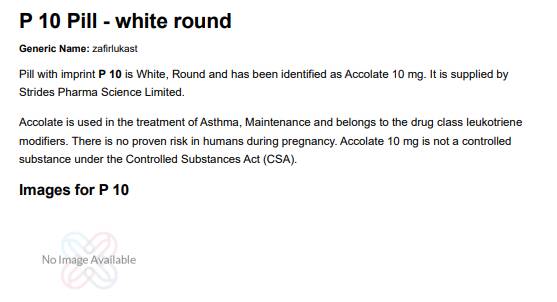 P 10 Pill - white round
Generic Name: zafirlukast
Pill with imprint P 10 is White, Round and has been identified as Accolate 10 mg. It is supplied by
Strides Pharma Science Limited.
Accolate is used in the treatment of Asthma, Maintenance and belongs to the drug class leukotriene
modifiers. There is no proven risk in humans during pregnancy. Accolate 10 mg is not a controlled
substance under the Controlled Substances Act (CSA).
Images for P 10
No Image Available